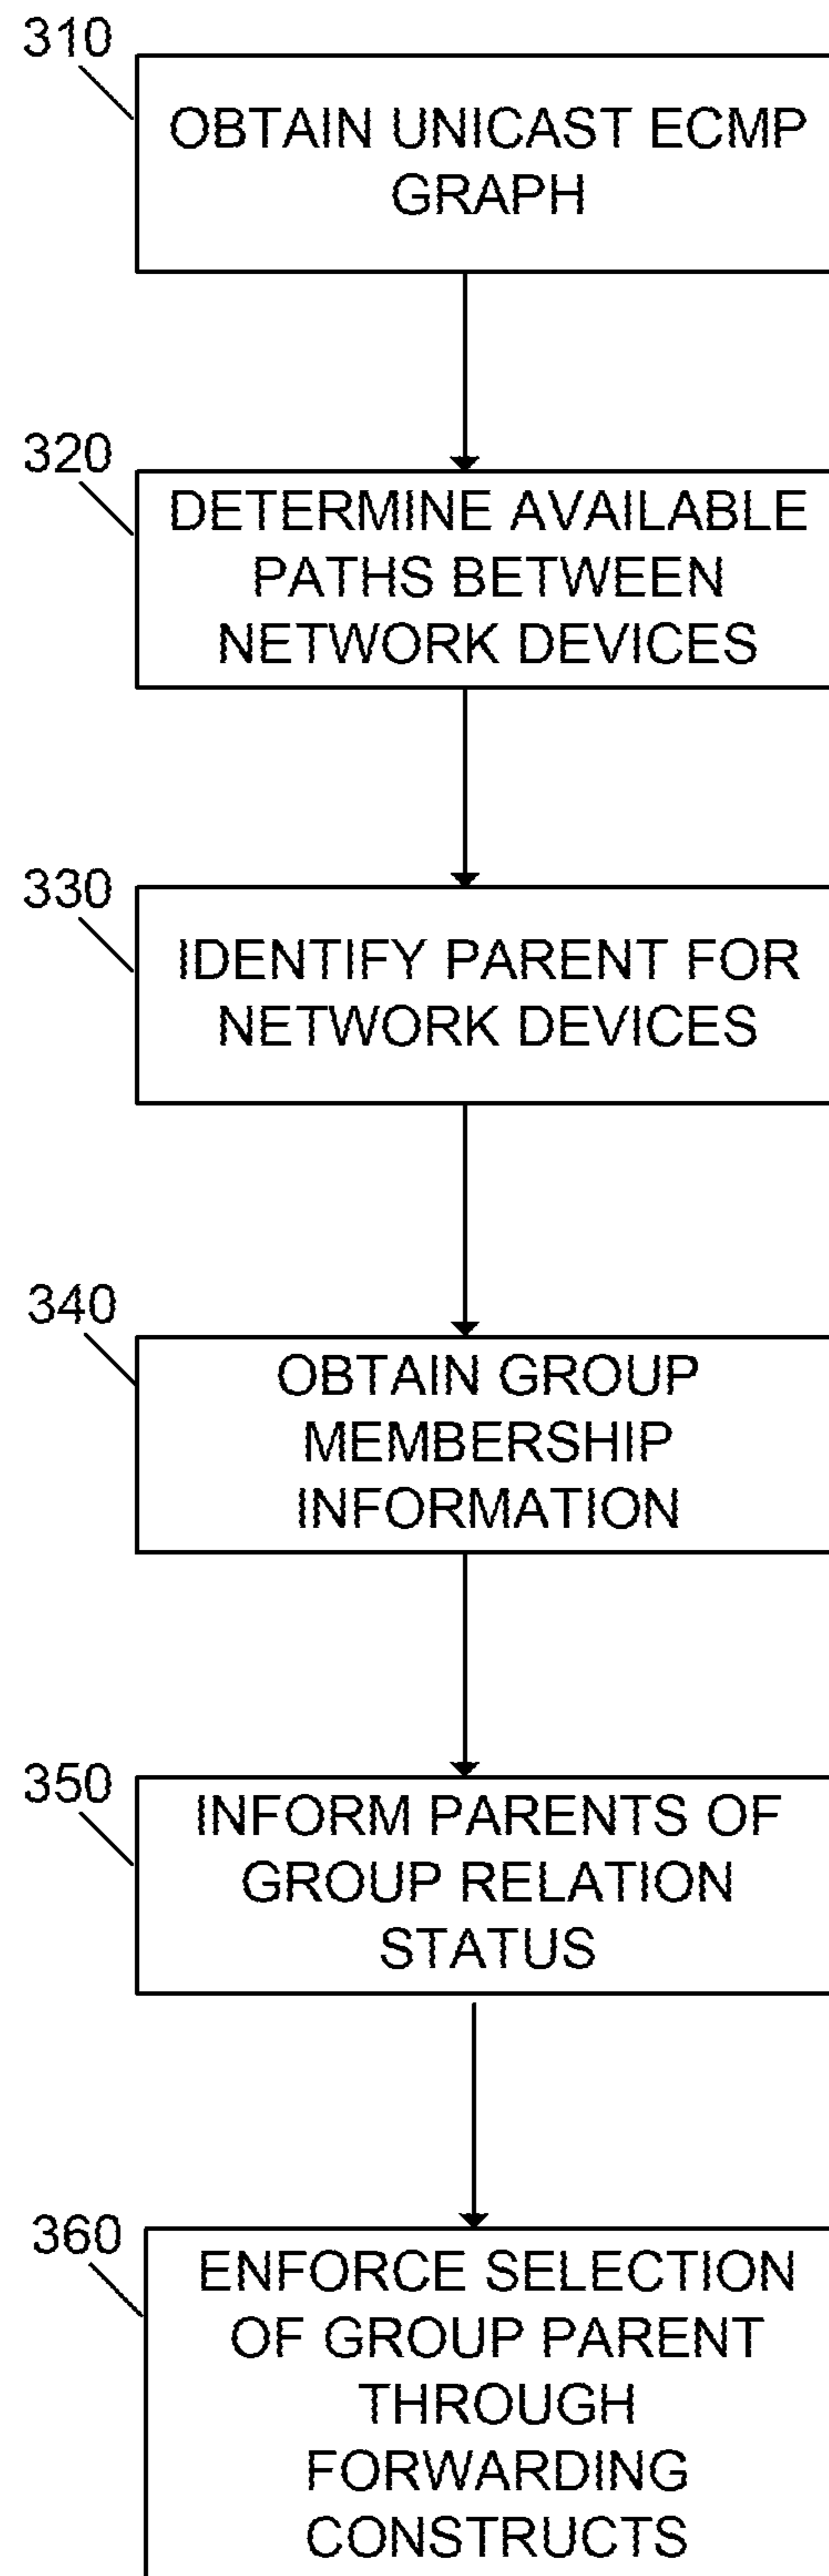 310
OBTAIN UNICAST ECMP
GRAPH
320
DETERMINE AVAILABLE
PATHS BETWEEN
NETWORK DEVICES
330
IDENTIFY PARENT FOR
NETWORK DEVICES
340
OBTAIN GROUP
MEMBERSHIP
INFORMATION
350
INFORM PARENTS OF
GROUP RELATION
STATUS
360
ENFORCE SELECTION
OF GROUP PARENT
THROUGH
FORWARDING
CONSTRUCTS